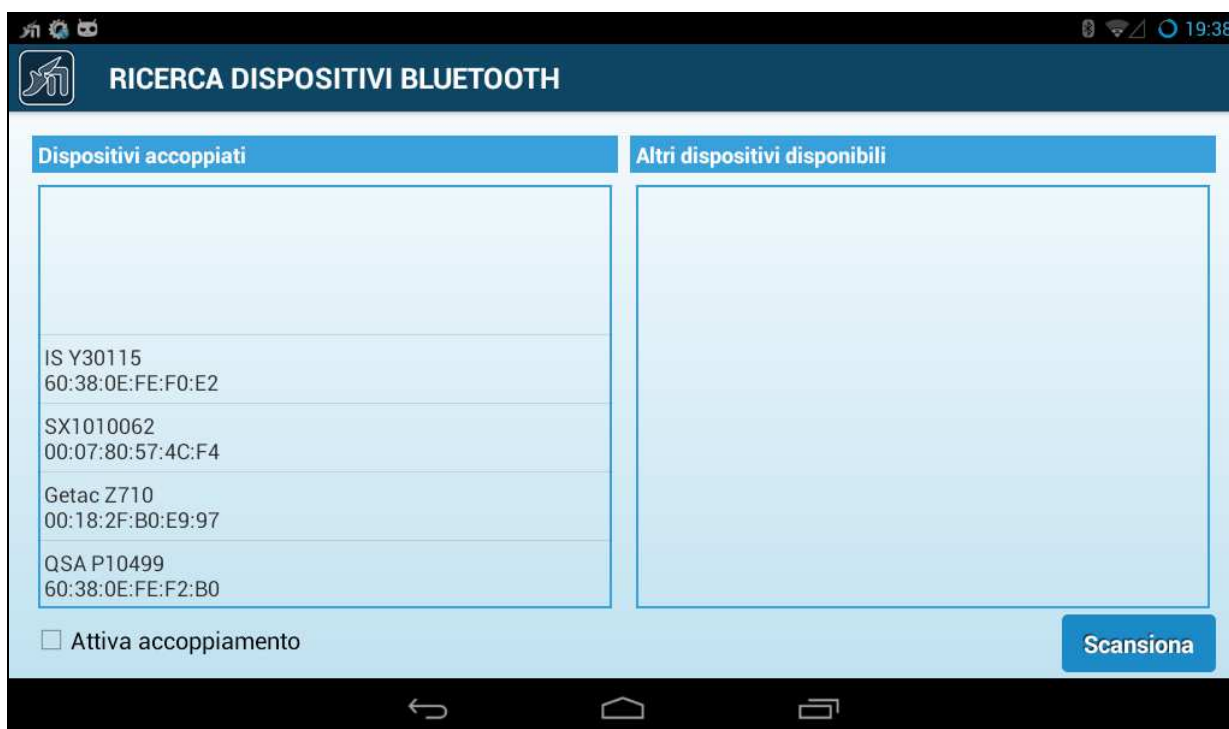 19:38
RICERCA DISPOSITIVI BLUETOOTH
Dispositivi accoppiati
IS Y30115
60:38:0E:FE:F0:E2
SX1010062
00:07:80:57:4C:F4
Getac Z710
00:18:2F:B0:E9:97
QSA P10499
60:38:0E:FE:F2:B0
Altri dispositivi disponibili
Attiva accoppiamento
Scansiona